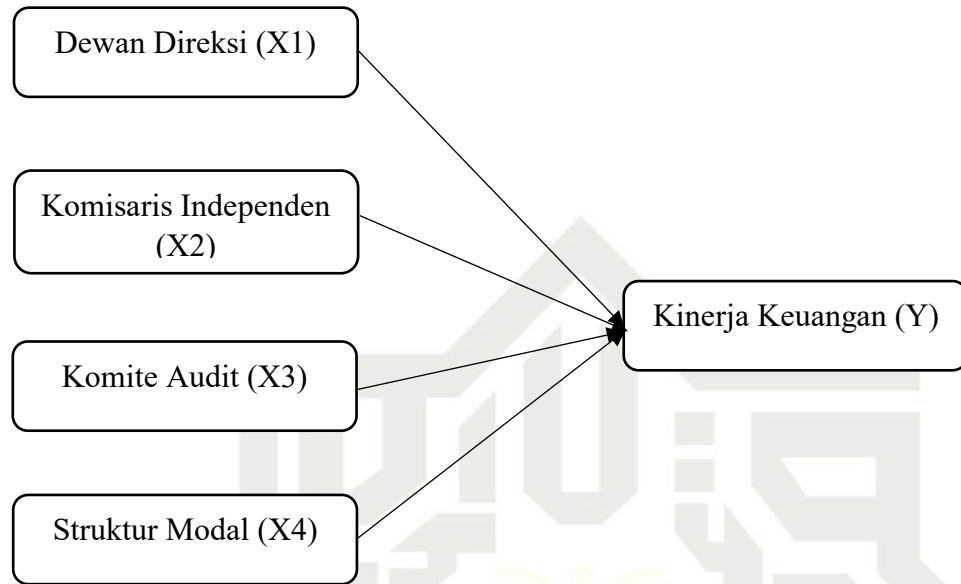 Dewan Direksi (X1)
Komisaris Independen
(X2)
Kinerja Keuangan (Y)
Komite Audit (X3)
Struktur Modal (X4)